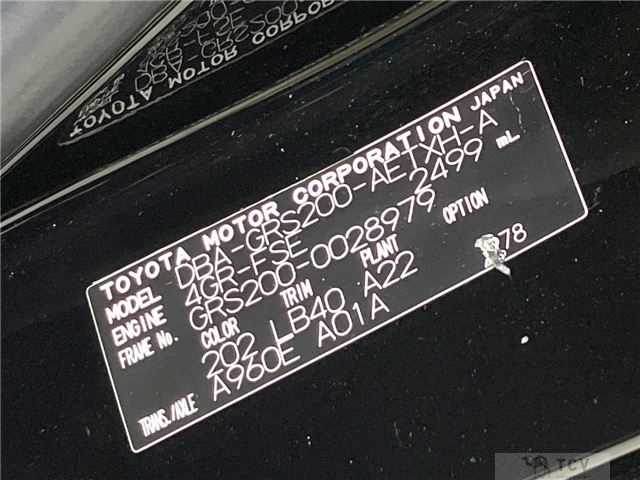 TOYOTA MOTOR CORPORATION JAPAN
MODEL DBA-GRS200-AETXH-A
ENGINE 4GR-FSE 2499 mL
FRAME No. GRS200-0028979
COLOR TRIM PLANT OPTION
202 LB40 A22 78
TRANS./AXLE A960E A01A
TCV